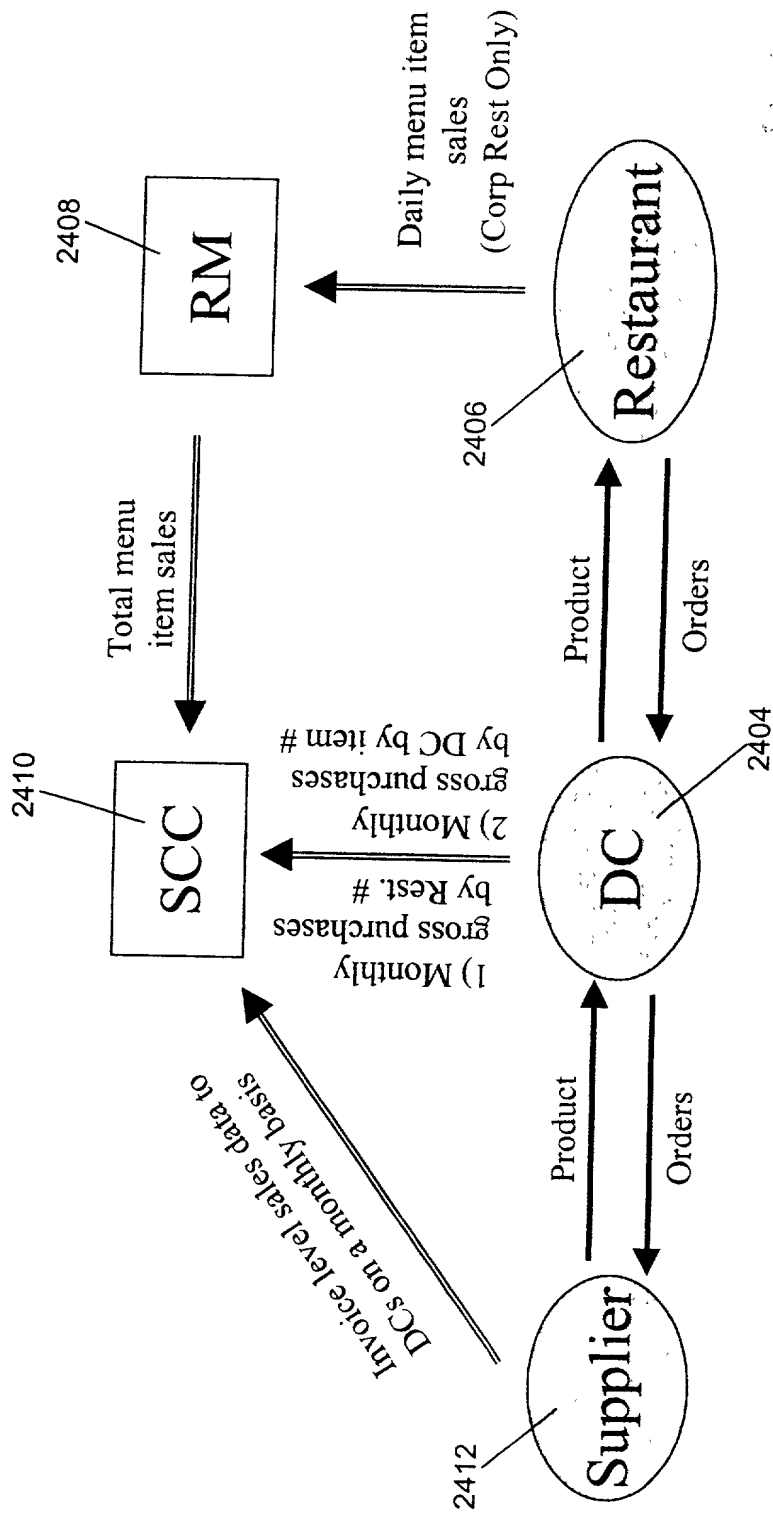 2408
RM
Daily menu item
sales
(Corp Rest Only)
2406
Restaurant
Total menu
item sales
Product
Orders
2410
SCC
2) Monthly
gross purchases
by DC by item #
1) Monthly
gross purchases
by Rest. #
DC
2404
Invoice level sales data to
DCs on a monthly basis
Product
Orders
2412
Supplier